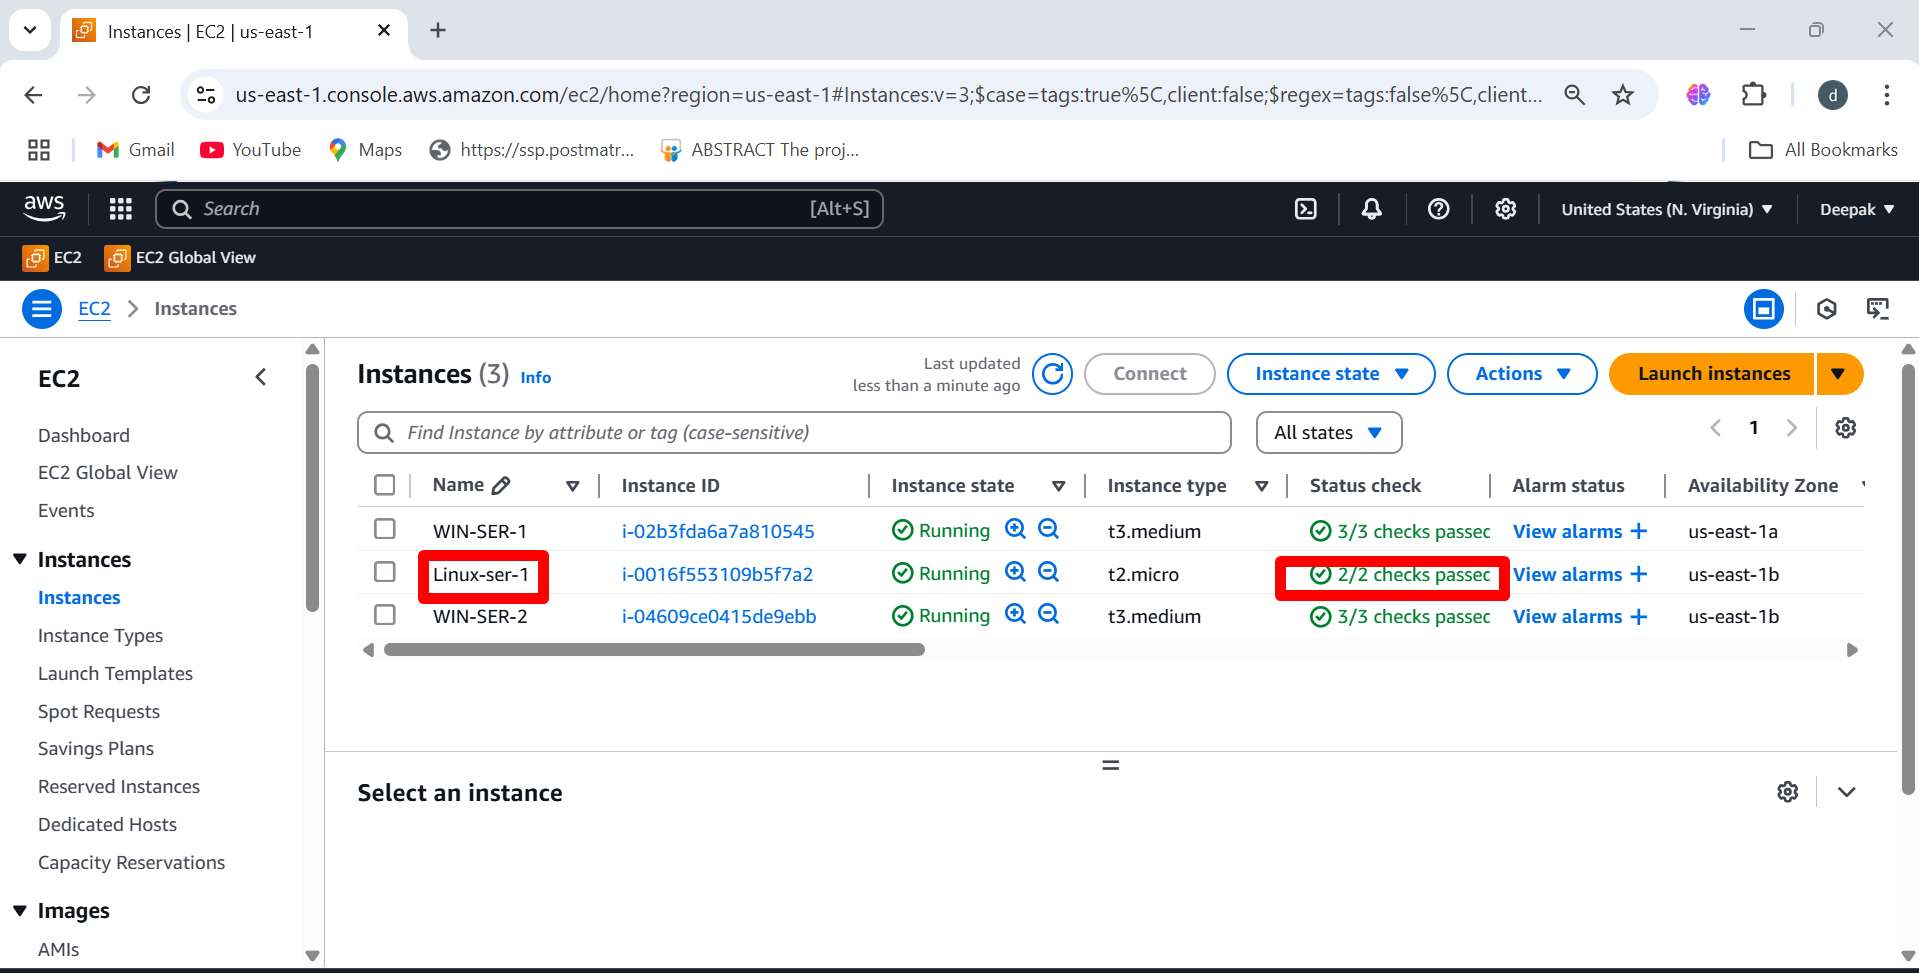 Instances | EC2 | us-east-1
us-east-1.console.aws.amazon.com/ec2/home?region=us-east-1#Instances:v=3;$case=tags:true%5C,client:false;$regex=tags:false%5C,client...
d
Gmail YouTube Maps https://ssp.postmatr... ABSTRACT The proj... All Bookmarks
aws Search [Alt+S] United States (N. Virginia) Deepak
EC2 EC2 Global View
EC2 Instances
EC2
Dashboard
EC2 Global View
Events
Instances
Instances
Instance Types
Launch Templates
Spot Requests
Savings Plans
Reserved Instances
Dedicated Hosts
Capacity Reservations
Images
AMIs
Instances (3) Info
Last updated
less than a minute ago
Connect Instance state Actions Launch instances
Find Instance by attribute or tag (case-sensitive) All states 1
Name Instance ID Instance state Instance type Status check Alarm status Availability Zone
WIN-SER-1 i-02b3fda6a7a810545 Running t3.medium 3/3 checks passed View alarms + us-east-1a
Linux-ser-1 i-0016f553109b5f7a2 Running t2.micro 2/2 checks passed View alarms + us-east-1b
WIN-SER-2 i-04609ce0415de9ebb Running t3.medium 3/3 checks passed View alarms + us-east-1b
Select an instance